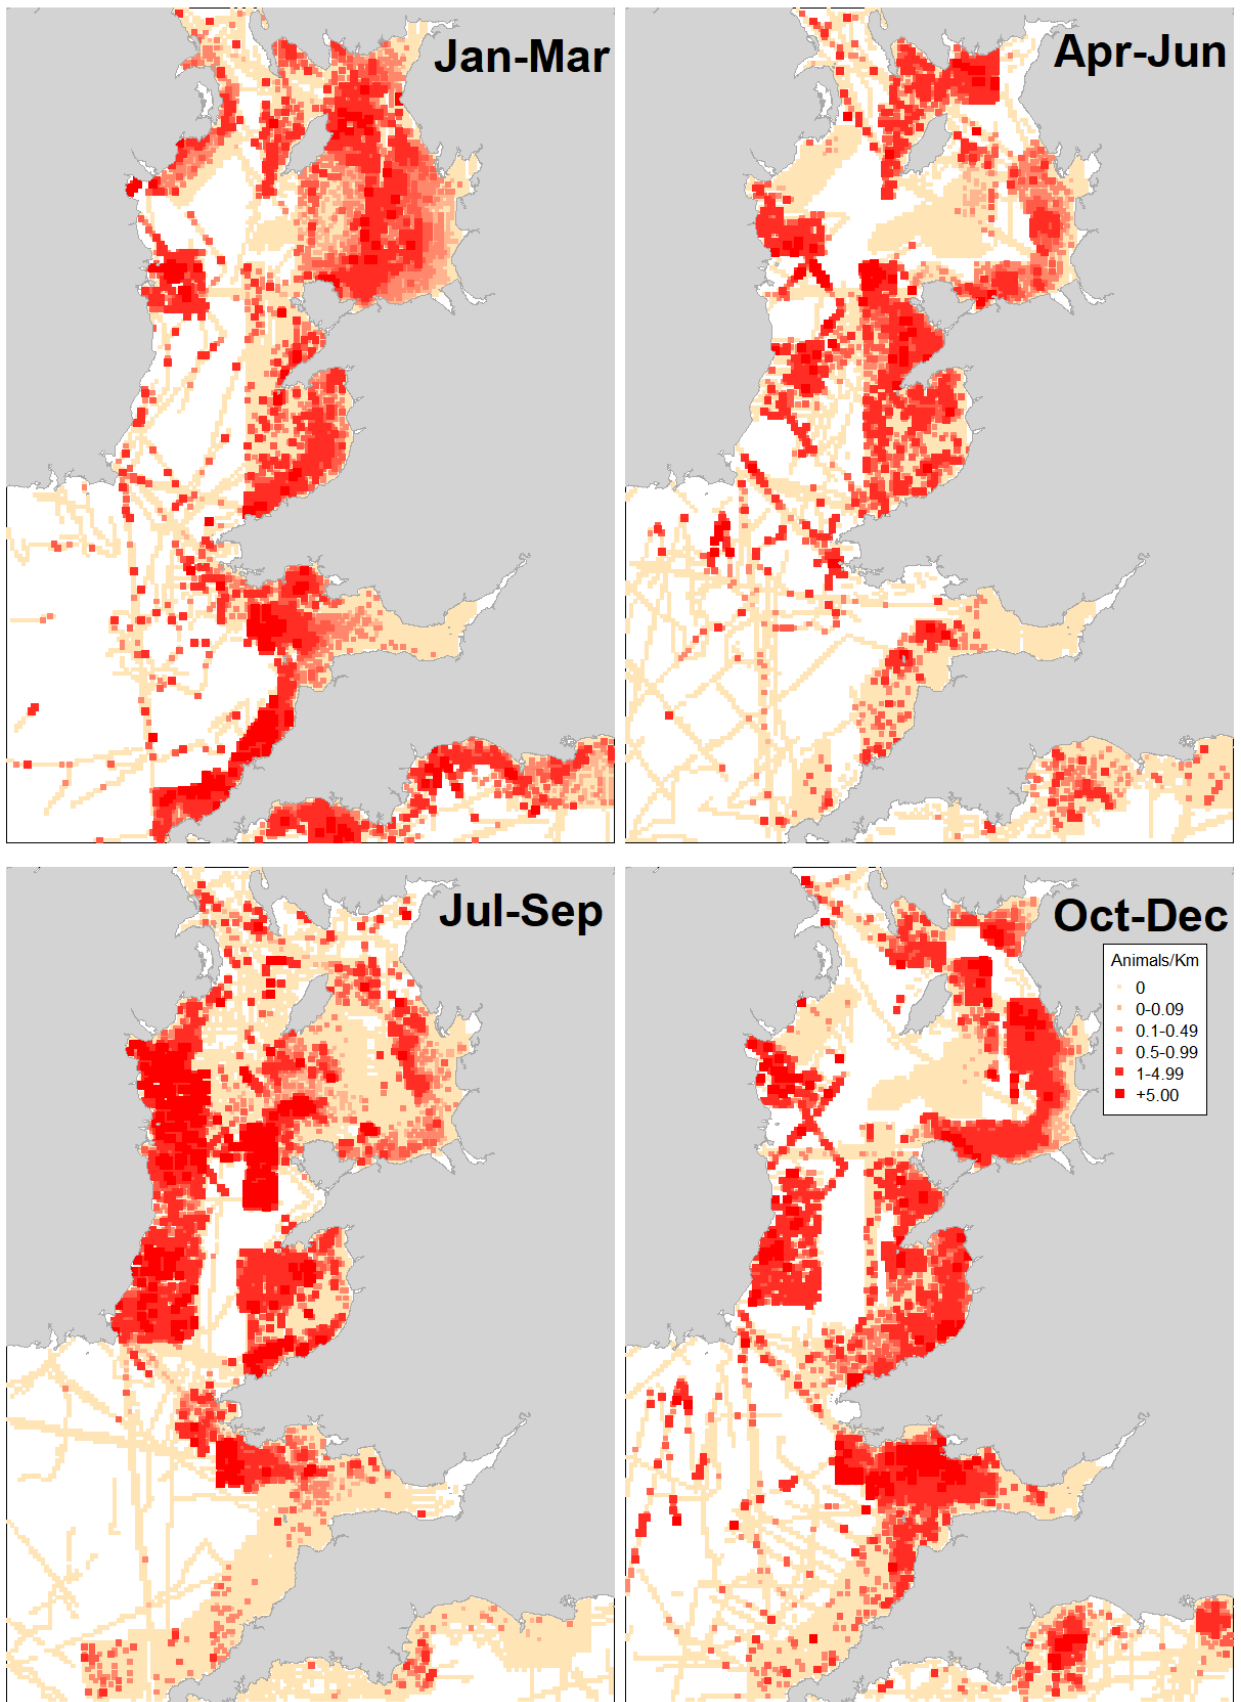 Jan-Mar
Apr-Jun
Jul-Sep
Oct-Dec
Animals/Km
0
0-0.09
0.1-0.49
0.5-0.99
1-4.99
+5.00